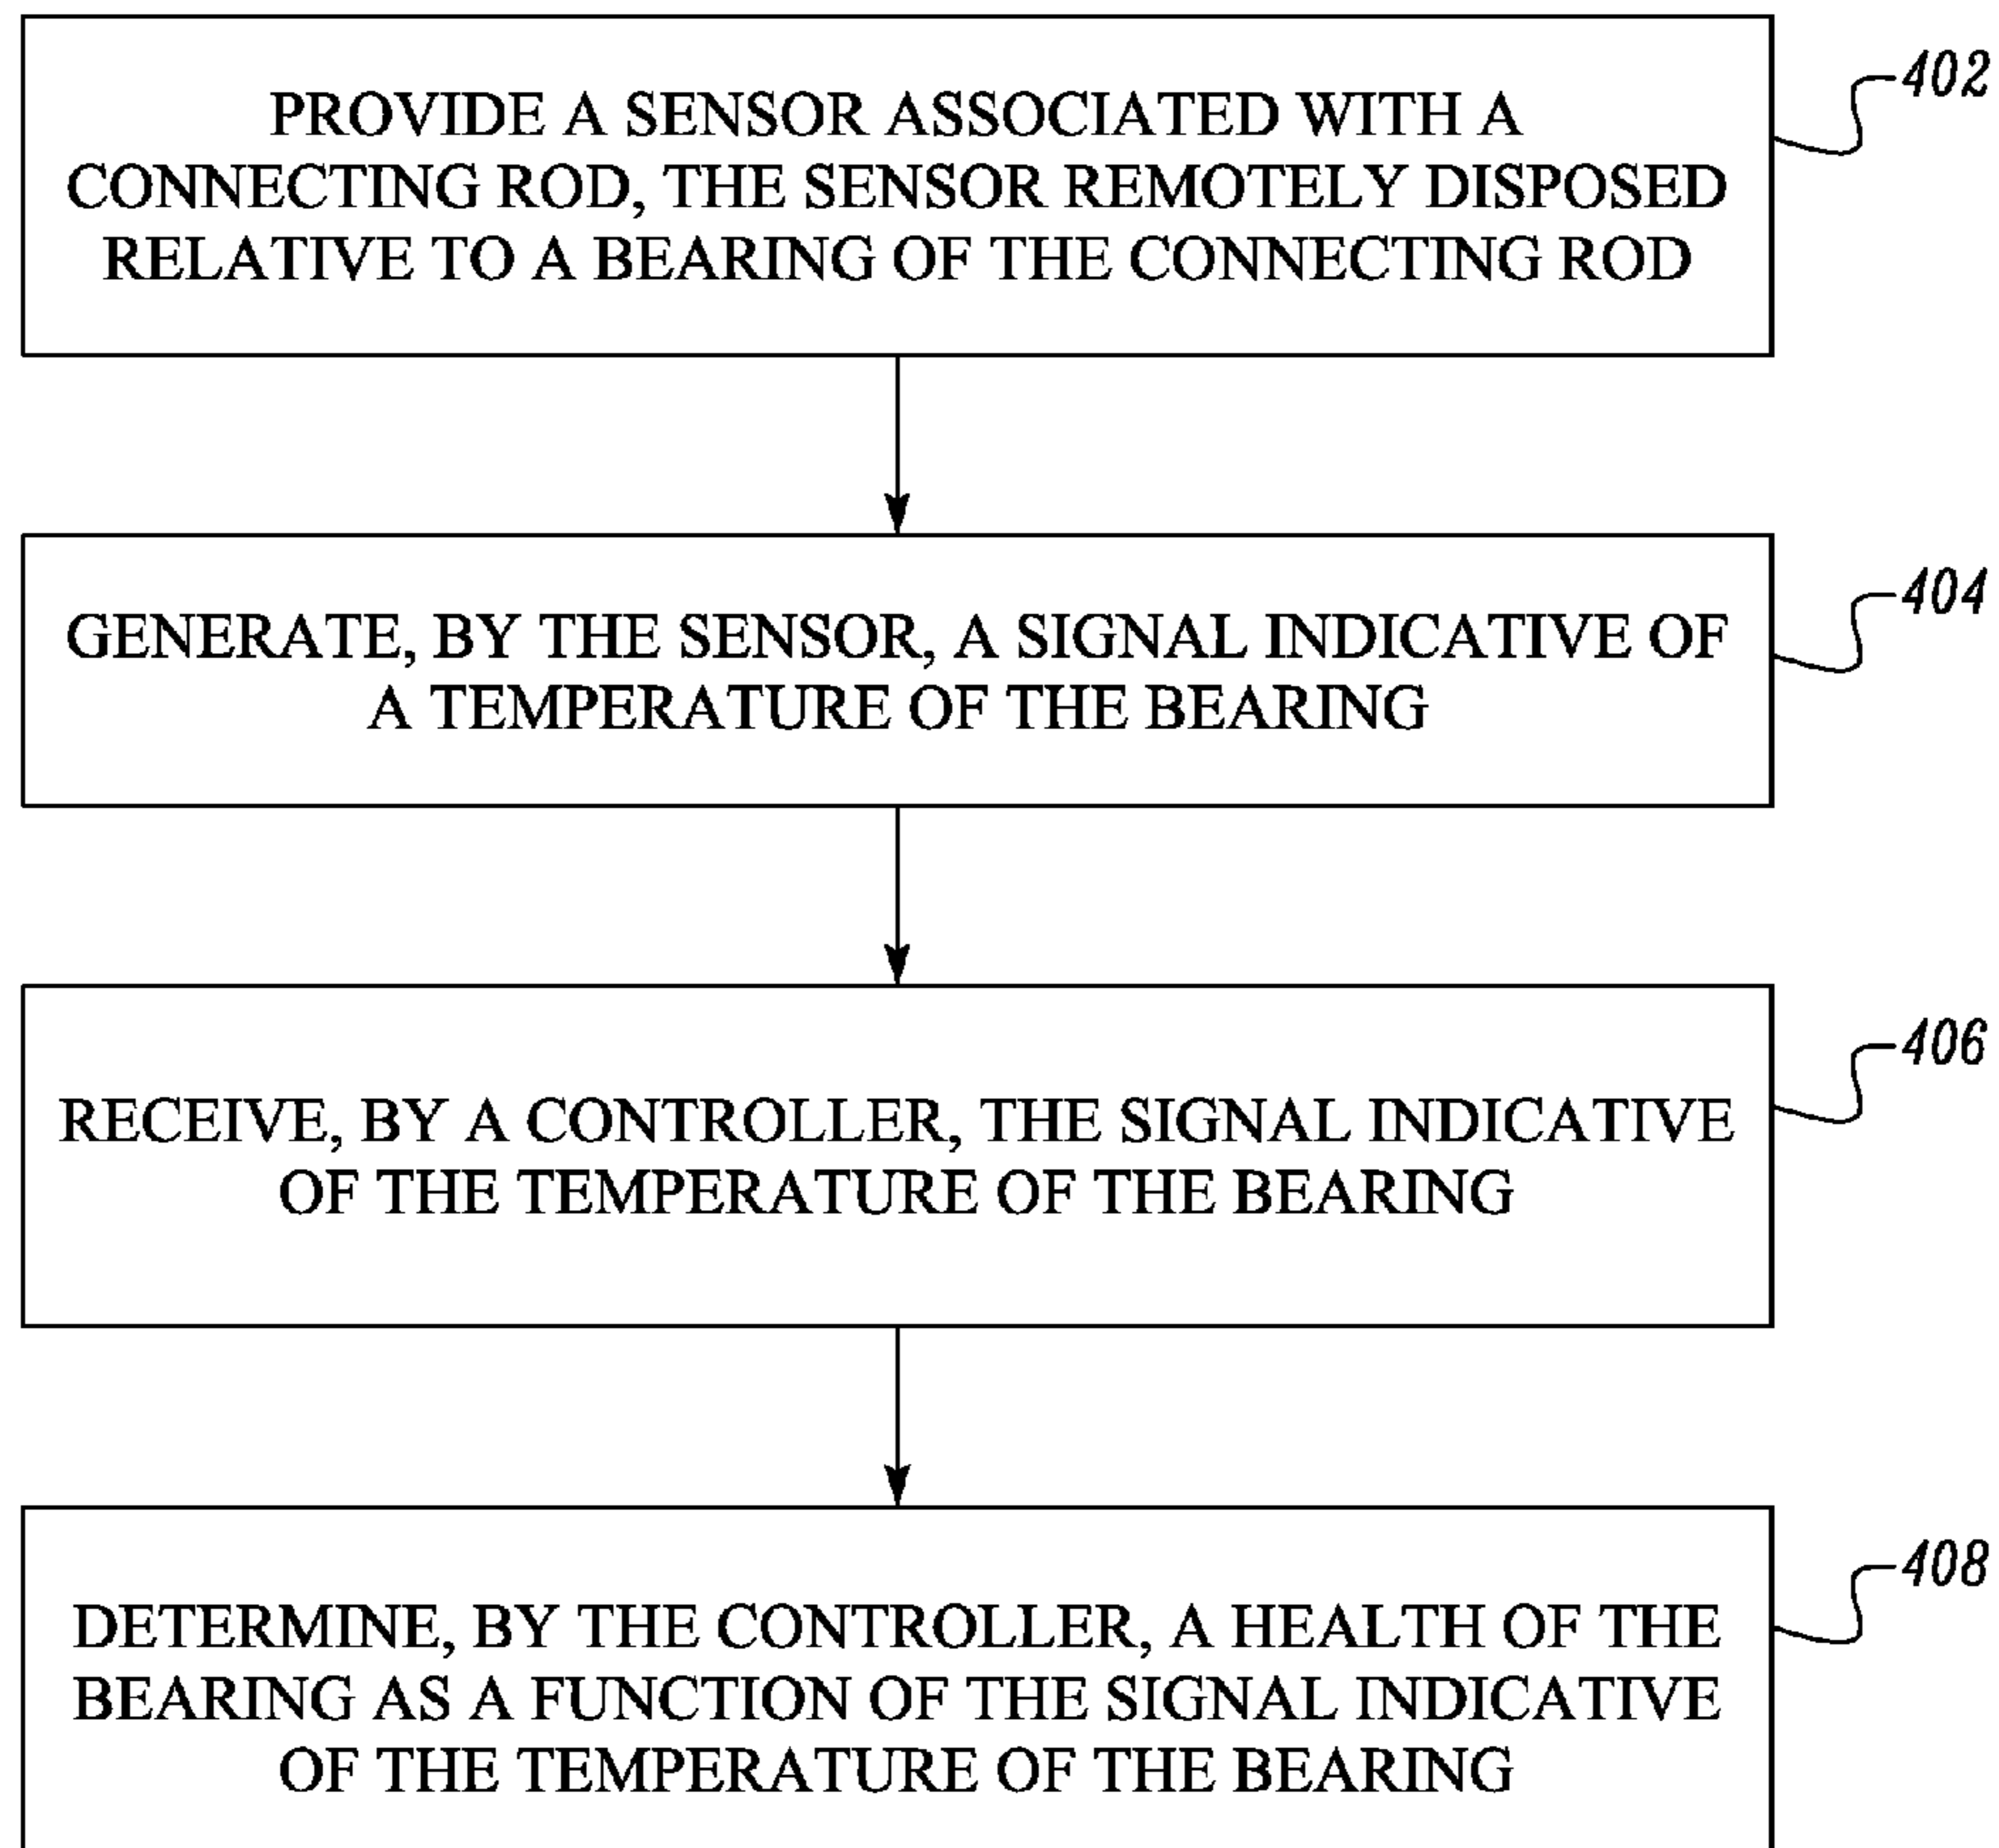 PROVIDE A SENSOR ASSOCIATED WITH A
CONNECTING ROD, THE SENSOR REMOTELY DISPOSED
RELATIVE TO A BEARING OF THE CONNECTING ROD
402
GENERATE, BY THE SENSOR, A SIGNAL INDICATIVE OF
A TEMPERATURE OF THE BEARING
404
RECEIVE, BY A CONTROLLER, THE SIGNAL INDICATIVE
OF THE TEMPERATURE OF THE BEARING
406
DETERMINE, BY THE CONTROLLER, A HEALTH OF THE
BEARING AS A FUNCTION OF THE SIGNAL INDICATIVE
OF THE TEMPERATURE OF THE BEARING
408